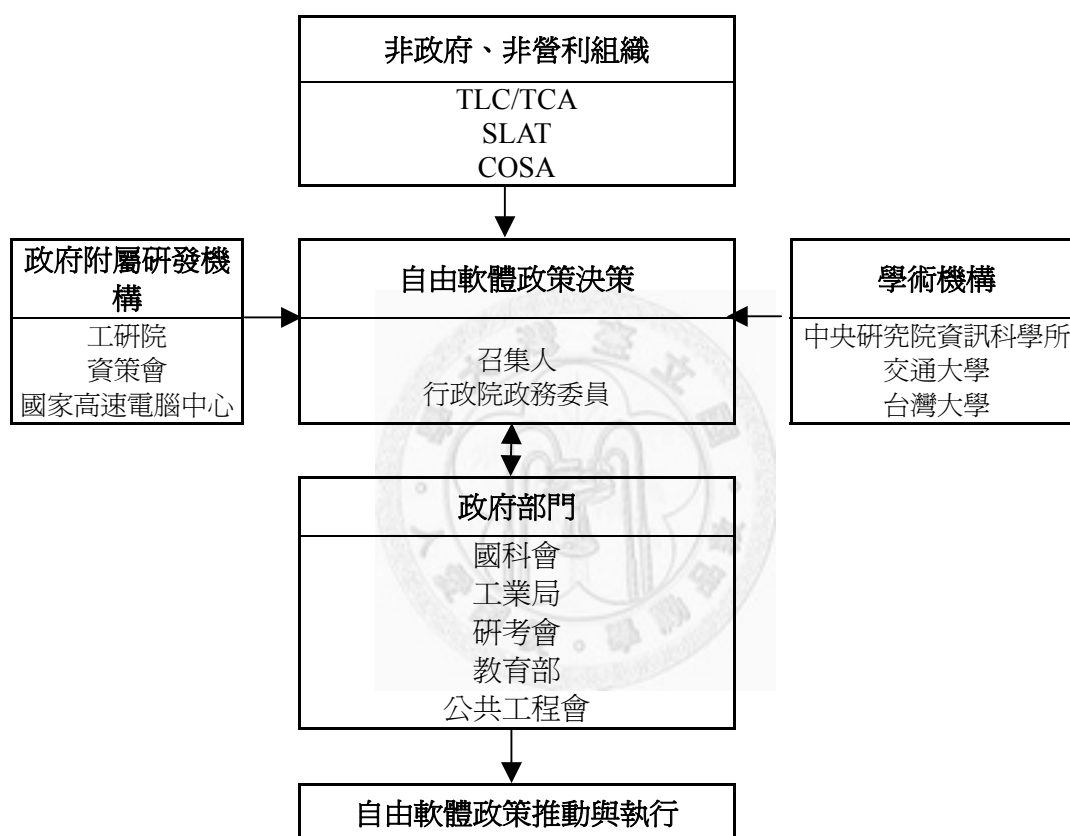 非政府、非營利組織
TLC/TCA
SLAT
COSA
政府附屬研發機
構
工研院
資策會
國家高速電腦中心
自由軟體政策決策
召集人
行政院政務委員
學術機構
中央研究院資訊科學所
交通大學
台灣大學
政府部門
國科會
工業局
研考會
教育部
公共工程會
自由軟體政策推動與執行